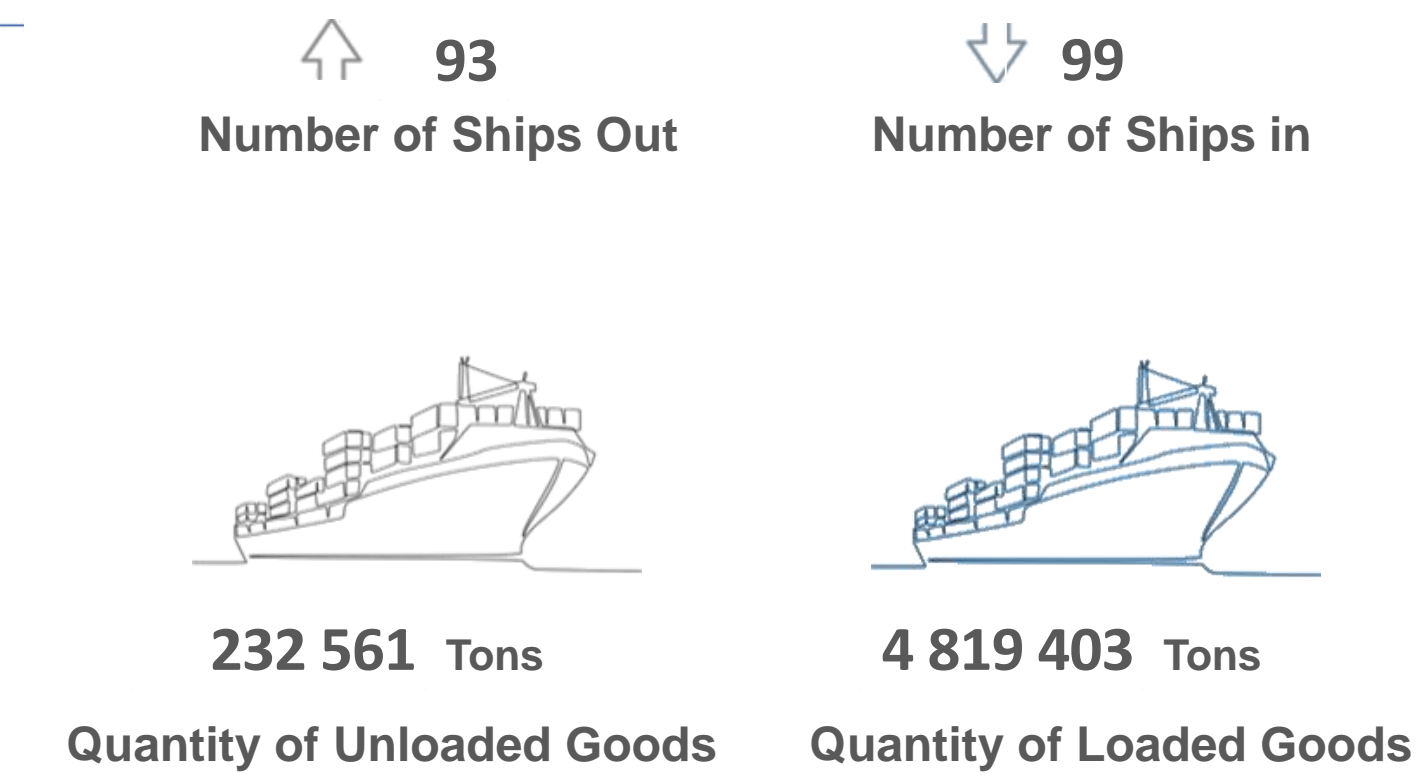 93
Number of Ships Out
99
Number of Ships in
232 561 Tons
Quantity of Unloaded Goods
4 819 403 Tons
Quantity of Loaded Goods